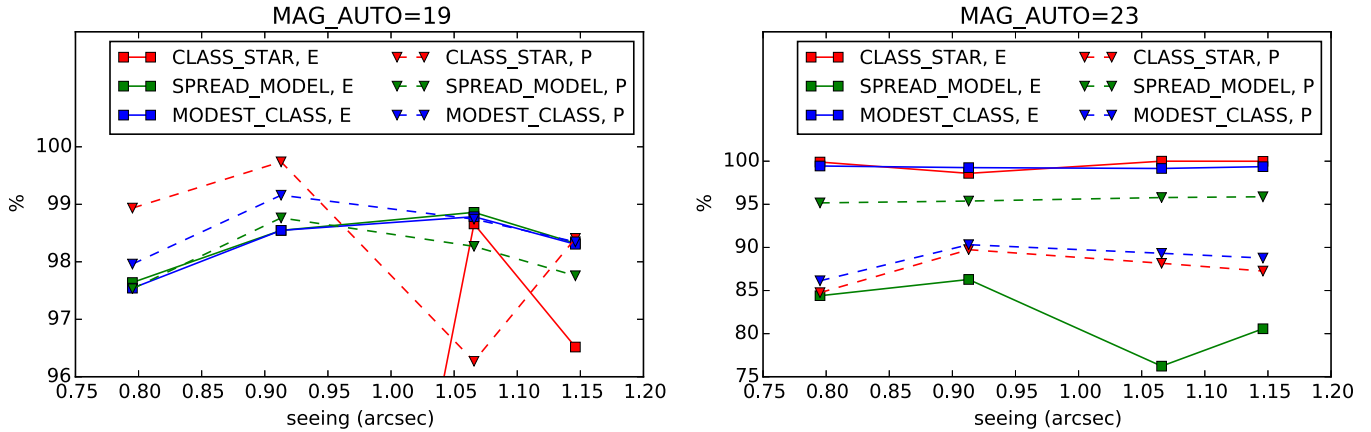 MAG_AUTO=19
CLASS_STAR, E
CLASS_STAR, P
SPREAD_MODEL, E
SPREAD_MODEL, P
MODEST_CLASS, E
MODEST_CLASS, P
100
99
98
97
96
%
0.75 0.80 0.85 0.90 0.95 1.00 1.05 1.10 1.15 1.20
seeing (arcsec)
MAG_AUTO=23
CLASS_STAR, E
CLASS_STAR, P
SPREAD_MODEL, E
SPREAD_MODEL, P
MODEST_CLASS, E
MODEST_CLASS, P
100
95
90
85
80
75
%
0.75 0.80 0.85 0.90 0.95 1.00 1.05 1.10 1.15 1.20
seeing (arcsec)